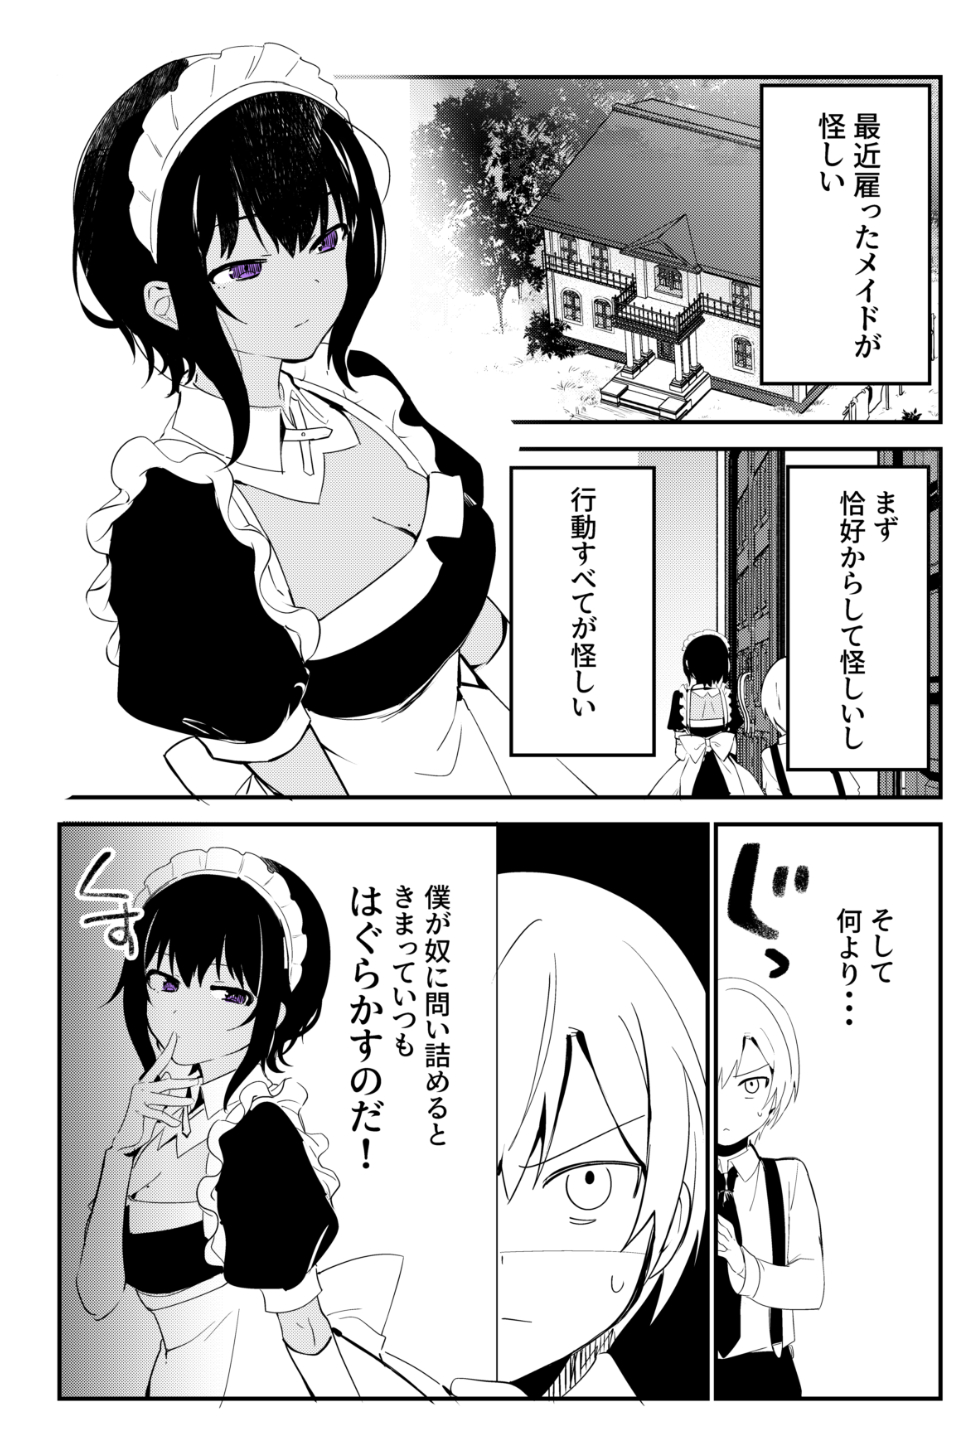 最近雇ったメイドが
怪しい
まず
恰好からして怪しいし
行動すべてが怪しい
そして
何より・・・
じっ
僕が奴に問い詰めると
きまっていつも
はぐらかすのだ！
くす